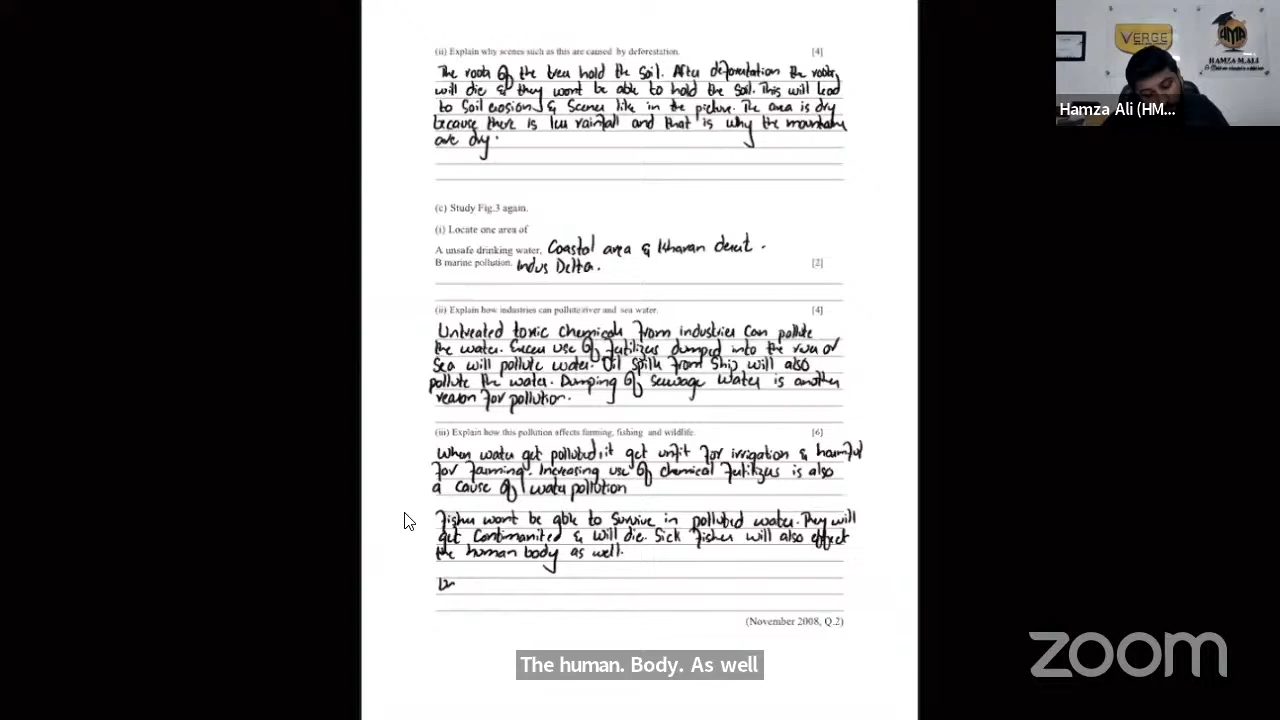 (ii) Explain why scenes such as this are caused by deforestation. [4]
The roots of the trees hold the soil. After deforestation the roots
will die & they wont be able to hold the soil. This will lead
to Soil erosion & Scenes like in the picture. The area is dry
because there is less rainfall and that is why the mountains
are dry.
(c) Study Fig.3 again.
(i) Locate one area of
A unsafe drinking water, Coastal area & Kharan desert.
B marine pollution. Indus Delta. [2]
(ii) Explain how industries can pollute river and sea water. [4]
Untreated toxic chemicals from industries can pollute
the water. Excess use of fertilizers dumped into the river or
Sea will pollute water. Oil spills from Ship will also
pollute the water. Dumping of sewage water is another
reason for pollution.
(iii) Explain how this pollution affects farming, fishing and wildlife. [6]
When water get polluted, it get unfit for irrigation & harmful
for farming. Increasing use of chemical fertilizers is also
a cause of water pollution
Fishes wont be able to survive in polluted water. They will
get Contimanited & will die. Sick fishes will also effect
the human body as well.
(November 2008, Q.2)
The human. Body. As well
VERGE
HMA
HAMZA M.ALI
Hamza Ali (HM...
zoom